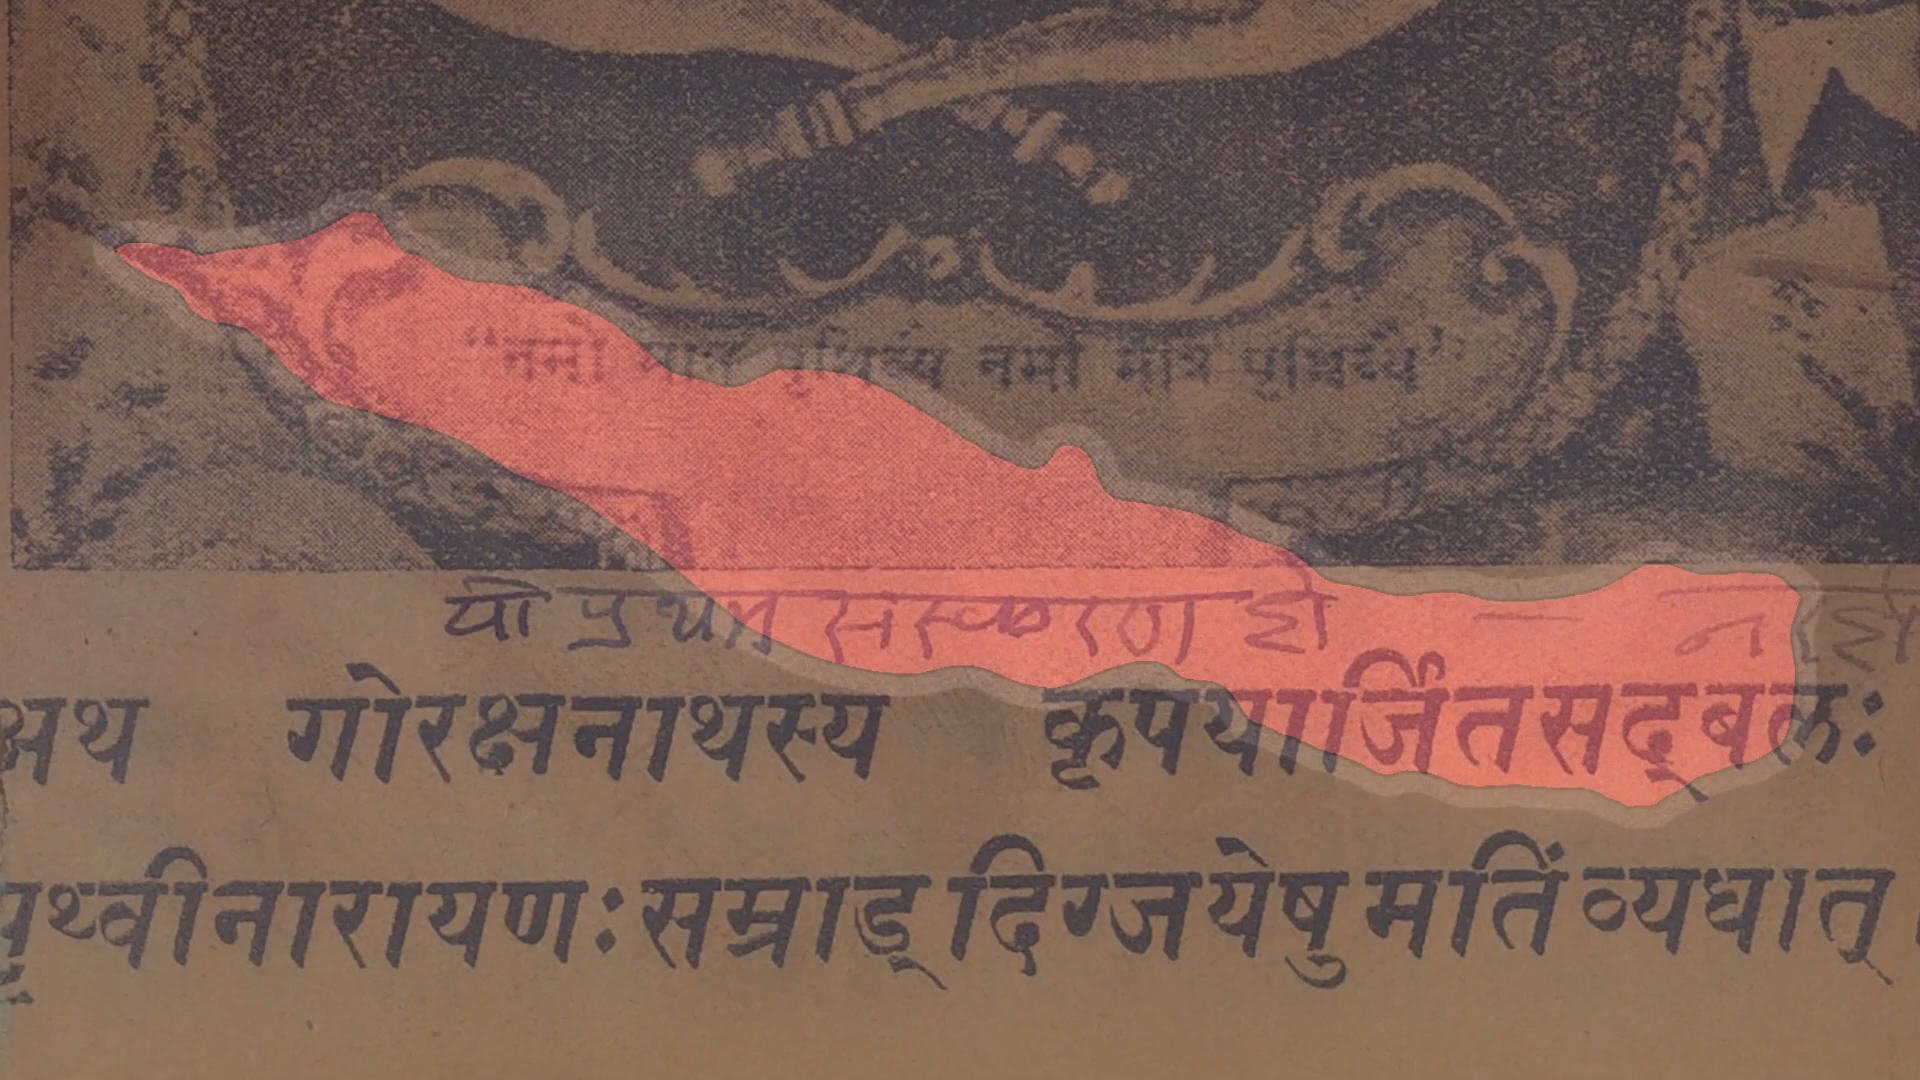 “नमो मात्रे पृथिव्यै नमो मात्रे पृथिव्यै”
यो प्रथम संस्करण हो —
अथ गोरक्षनाथस्य कृपयार्जितसद्बलः
पृथ्वीनारायणः सम्राड् दिग्जयेषु मतिं व्यधात्